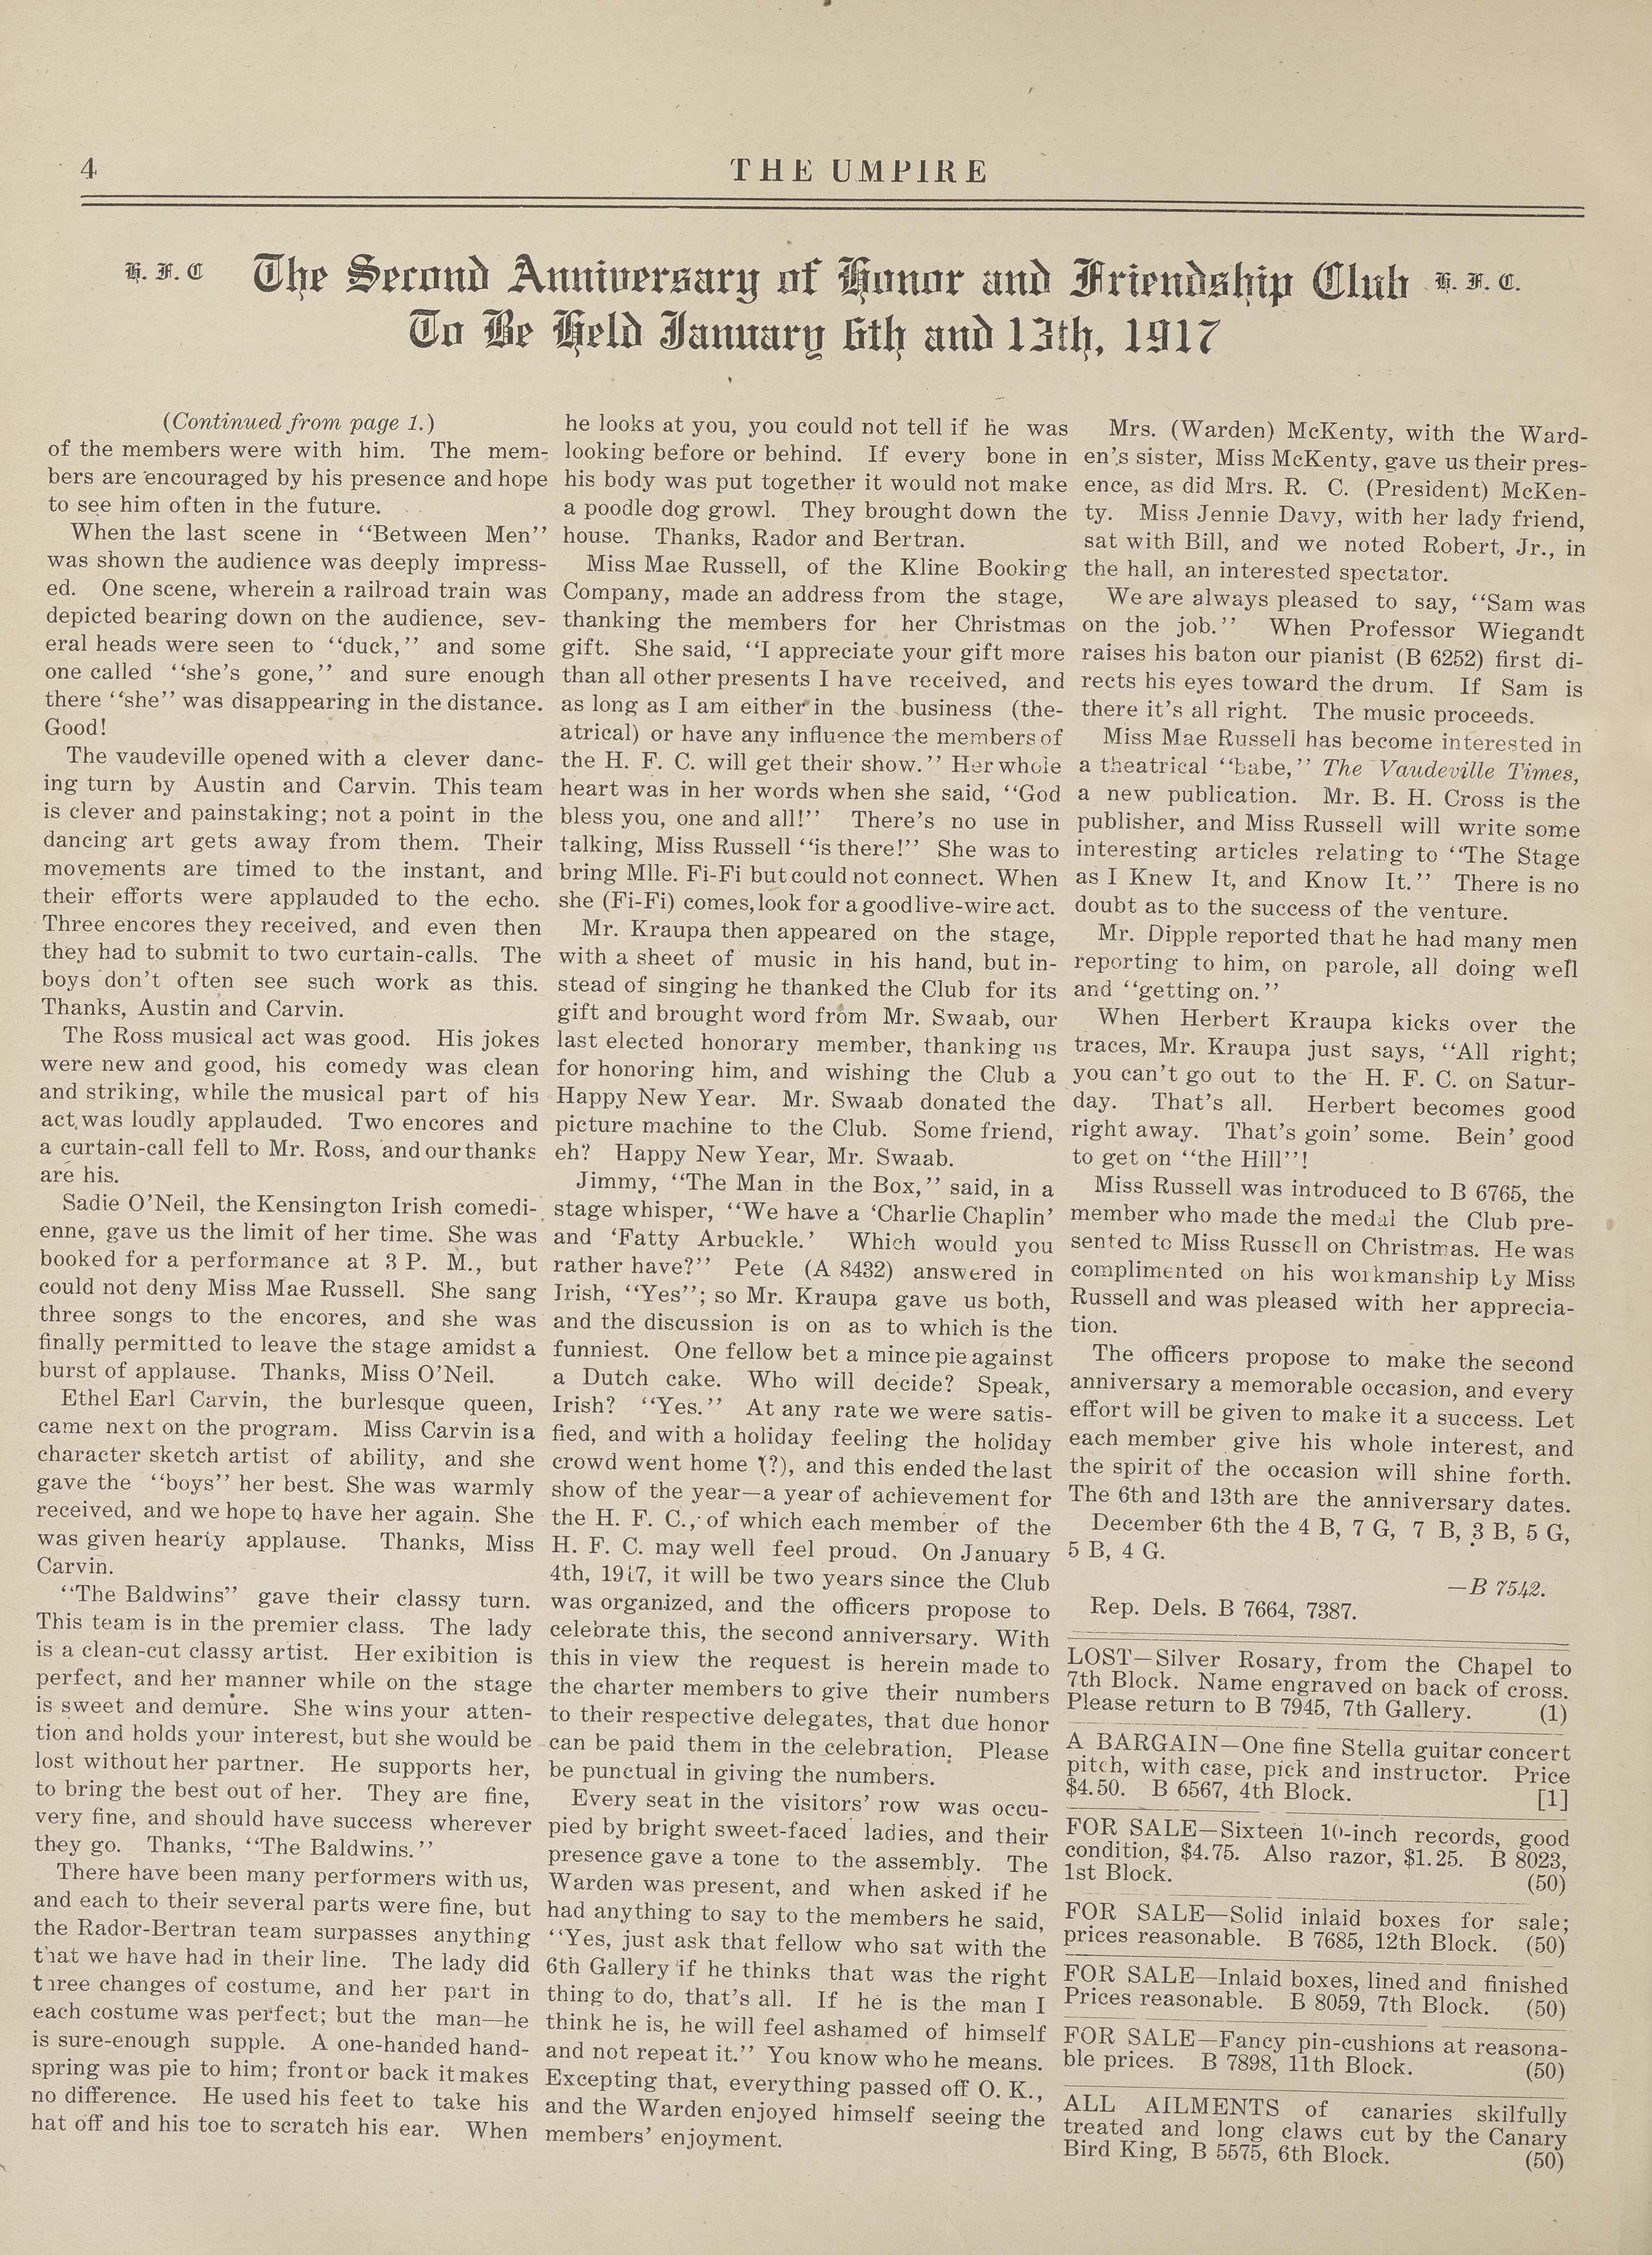 4
THE UMPIRE
H. F. C The Second Anniversary of Honor and Friendship Club H. F. C.
To Be Held January 6th and 13th, 1917
(Continued from page 1.)
of the members were with him. The mem-
bers are encouraged by his presence and hope
to see him often in the future.
When the last scene in “Between Men”
was shown the audience was deeply impress-
ed. One scene, wherein a railroad train was
depicted bearing down on the audience, sev-
eral heads were seen to “duck,” and some
one called “she’s gone,” and sure enough
there “she” was disappearing in the distance.
Good!
The vaudeville opened with a clever danc-
ing turn by Austin and Carvin. This team
is clever and painstaking; not a point in the
dancing art gets away from them. Their
movements are timed to the instant, and
their efforts were applauded to the echo.
Three encores they received, and even then
they had to submit to two curtain-calls. The
boys don’t often see such work as this.
Thanks, Austin and Carvin.
The Ross musical act was good. His jokes
were new and good, his comedy was clean
and striking, while the musical part of his
act was loudly applauded. Two encores and
a curtain-call fell to Mr. Ross, and our thanks
are his.
Sadie O’Neil, the Kensington Irish comedi-
enne, gave us the limit of her time. She was
booked for a performance at 3 P. M., but
could not deny Miss Mae Russell. She sang
three songs to the encores, and she was
finally permitted to leave the stage amidst a
burst of applause. Thanks, Miss O’Neil.
Ethel Earl Carvin, the burlesque queen,
came next on the program. Miss Carvin is a
character sketch artist of ability, and she
gave the “boys” her best. She was warmly
received, and we hope to have her again. She
was given hearty applause. Thanks, Miss
Carvin.
“The Baldwins” gave their classy turn.
This team is in the premier class. The lady
is a clean-cut classy artist. Her exibition is
perfect, and her manner while on the stage
is sweet and demure. She wins your atten-
tion and holds your interest, but she would be
lost without her partner. He supports her,
to bring the best out of her. They are fine,
very fine, and should have success wherever
they go. Thanks, “The Baldwins.”
There have been many performers with us,
and each to their several parts were fine, but
the Rador-Bertran team surpasses anything
that we have had in their line. The lady did
three changes of costume, and her part in
each costume was perfect; but the man—he
is sure-enough supple. A one-handed hand-
spring was pie to him; front or back it makes
no difference. He used his feet to take his
hat off and his toe to scratch his ear. When
he looks at you, you could not tell if he was
looking before or behind. If every bone in
his body was put together it would not make
a poodle dog growl. They brought down the
house. Thanks, Rador and Bertran.
Miss Mae Russell, of the Kline Booking
Company, made an address from the stage,
thanking the members for her Christmas
gift. She said, “I appreciate your gift more
than all other presents I have received, and
as long as I am either in the business (the-
atrical) or have any influence the members of
the H. F. C. will get their show.” Her whole
heart was in her words when she said, “God
bless you, one and all!” There’s no use in
talking, Miss Russell “is there!” She was to
bring Mlle. Fi-Fi but could not connect. When
she (Fi-Fi) comes, look for a good live-wire act.
Mr. Kraupa then appeared on the stage,
with a sheet of music in his hand, but in-
stead of singing he thanked the Club for its
gift and brought word from Mr. Swaab, our
last elected honorary member, thanking us
for honoring him, and wishing the Club a
Happy New Year. Mr. Swaab donated the
picture machine to the Club. Some friend,
eh? Happy New Year, Mr. Swaab.
Jimmy, “The Man in the Box,” said, in a
stage whisper, “We have a ‘Charlie Chaplin’
and ‘Fatty Arbuckle.’ Which would you
rather have?” Pete (A 8432) answered in
Irish, “Yes”; so Mr. Kraupa gave us both,
and the discussion is on as to which is the
funniest. One fellow bet a mince pie against
a Dutch cake. Who will decide? Speak,
Irish? “Yes.” At any rate we were satis-
fied, and with a holiday feeling the holiday
crowd went home (?), and this ended the last
show of the year—a year of achievement for
the H. F. C., of which each member of the
H. F. C. may well feel proud. On January
4th, 1917, it will be two years since the Club
was organized, and the officers propose to
celebrate this, the second anniversary. With
this in view the request is herein made to
the charter members to give their numbers
to their respective delegates, that due honor
can be paid them in the celebration. Please
be punctual in giving the numbers.
Every seat in the visitors’ row was occu-
pied by bright sweet-faced ladies, and their
presence gave a tone to the assembly. The
Warden was present, and when asked if he
had anything to say to the members he said,
“Yes, just ask that fellow who sat with the
6th Gallery if he thinks that was the right
thing to do, that’s all. If he is the man I
think he is, he will feel ashamed of himself
and not repeat it.” You know who he means.
Excepting that, everything passed off O. K.,
and the Warden enjoyed himself seeing the
members’ enjoyment.
Mrs. (Warden) McKenty, with the Ward-
en’s sister, Miss McKenty, gave us their pres-
ence, as did Mrs. R. C. (President) McKen-
ty. Miss Jennie Davy, with her lady friend,
sat with Bill, and we noted Robert, Jr., in
the hall, an interested spectator.
We are always pleased to say, “Sam was
on the job.” When Professor Wiegandt
raises his baton our pianist (B 6252) first di-
rects his eyes toward the drum. If Sam is
there it’s all right. The music proceeds.
Miss Mae Russell has become interested in
a theatrical “babe,” The Vaudeville Times,
a new publication. Mr. B. H. Cross is the
publisher, and Miss Russell will write some
interesting articles relating to “The Stage
as I Knew It, and Know It.” There is no
doubt as to the success of the venture.
Mr. Dipple reported that he had many men
reporting to him, on parole, all doing well
and “getting on.”
When Herbert Kraupa kicks over the
traces, Mr. Kraupa just says, “All right;
you can’t go out to the H. F. C. on Satur-
day. That’s all. Herbert becomes good
right away. That’s goin’ some. Bein’ good
to get on “the Hill”!
Miss Russell was introduced to B 6765, the
member who made the medal the Club pre-
sented to Miss Russell on Christmas. He was
complimented on his workmanship by Miss
Russell and was pleased with her apprecia-
tion.
The officers propose to make the second
anniversary a memorable occasion, and every
effort will be given to make it a success. Let
each member give his whole interest, and
the spirit of the occasion will shine forth.
The 6th and 13th are the anniversary dates.
December 6th the 4 B, 7 G, 7 B, 3 B, 5 G,
5 B, 4 G.
—B 7542.
Rep. Dels. B 7664, 7387.
LOST—Silver Rosary, from the Chapel to
7th Block. Name engraved on back of cross.
Please return to B 7945, 7th Gallery. (1)
A BARGAIN—One fine Stella guitar concert
pitch, with case, pick and instructor. Price
$4.50. B 6567, 4th Block. [1]
FOR SALE—Sixteen 10-inch records, good
condition, $4.75. Also razor, $1.25. B 8023,
1st Block. (50)
FOR SALE—Solid inlaid boxes for sale;
prices reasonable. B 7685, 12th Block. (50)
FOR SALE—Inlaid boxes, lined and finished
Prices reasonable. B 8059, 7th Block. (50)
FOR SALE—Fancy pin-cushions at reasona-
ble prices. B 7898, 11th Block. (50)
ALL AILMENTS of canaries skilfully
treated and long claws cut by the Canary
Bird King, B 5575, 6th Block. (50)